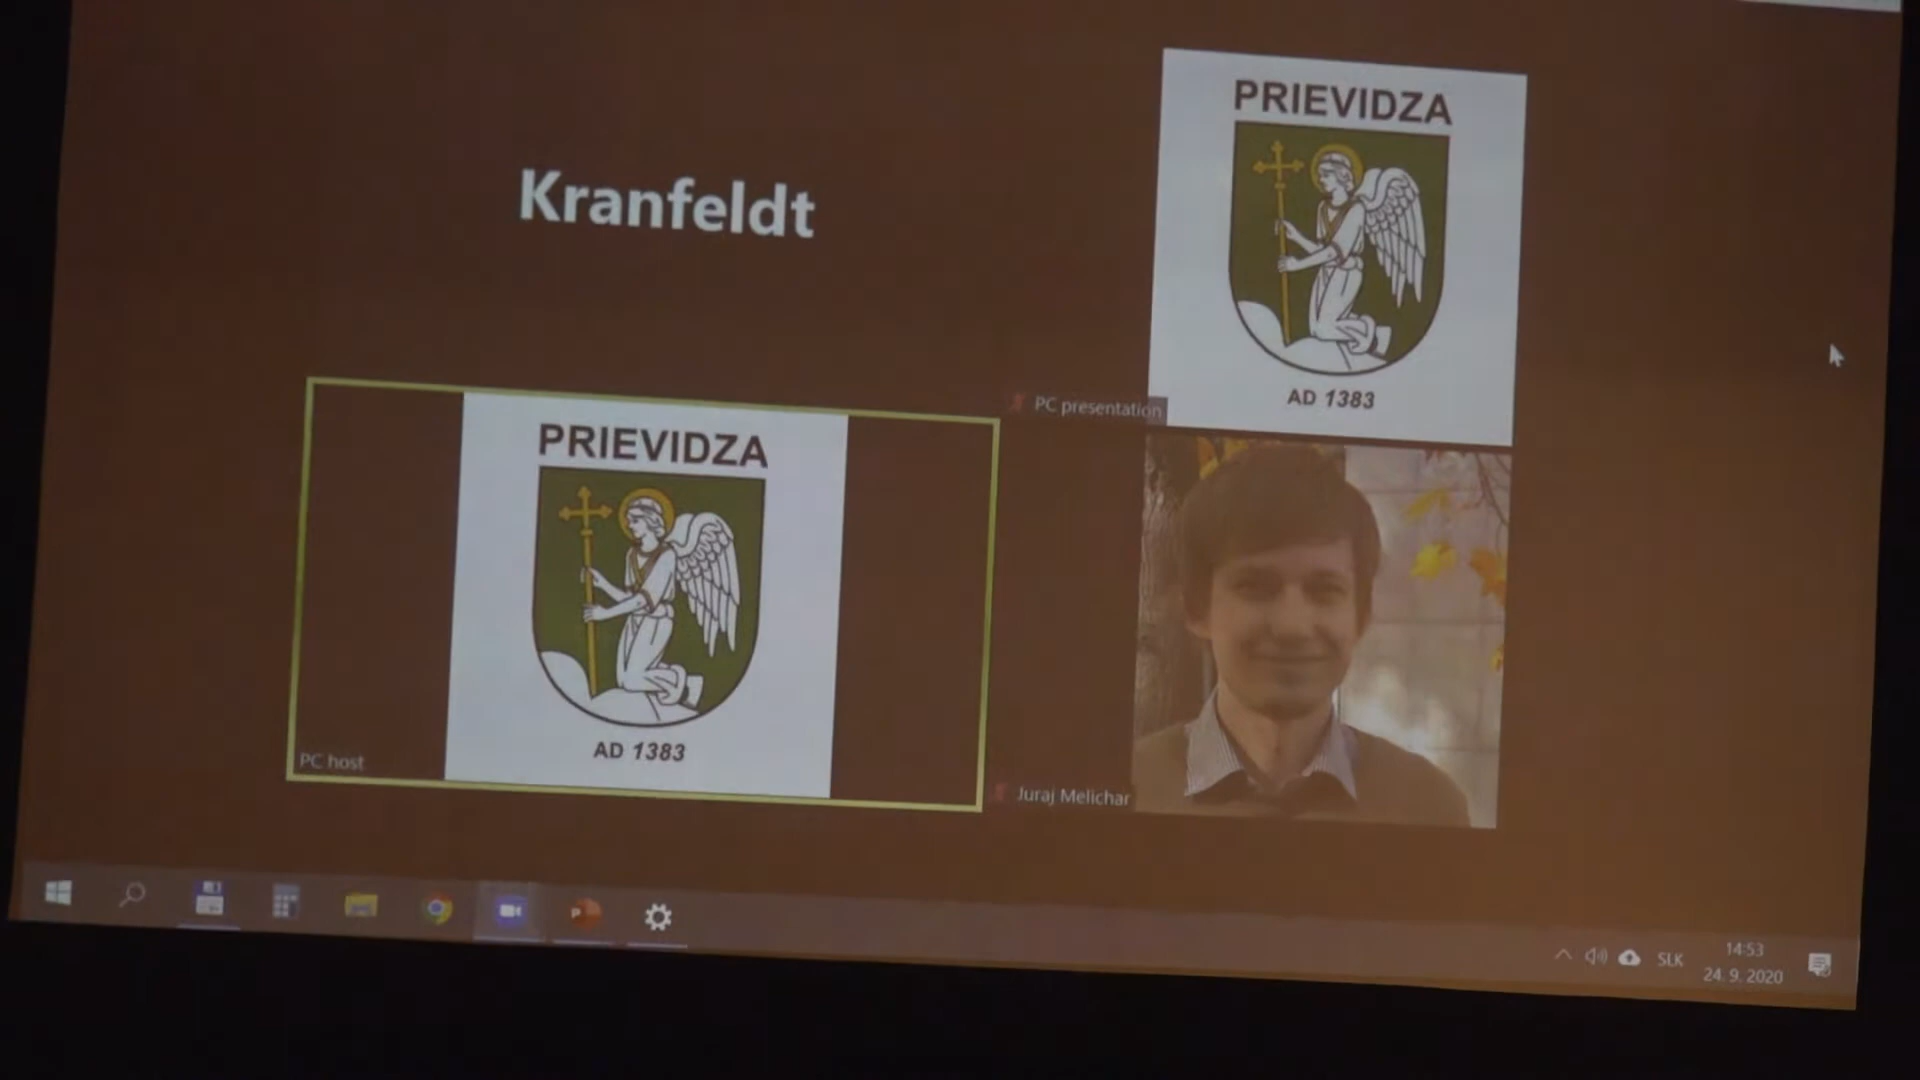 Kranfeldt
PRIEVIDZA
AD 1383
PC presentation
PRIEVIDZA
AD 1383
PC host
Juraj Melichar
SLK
14:53
24. 9. 2020